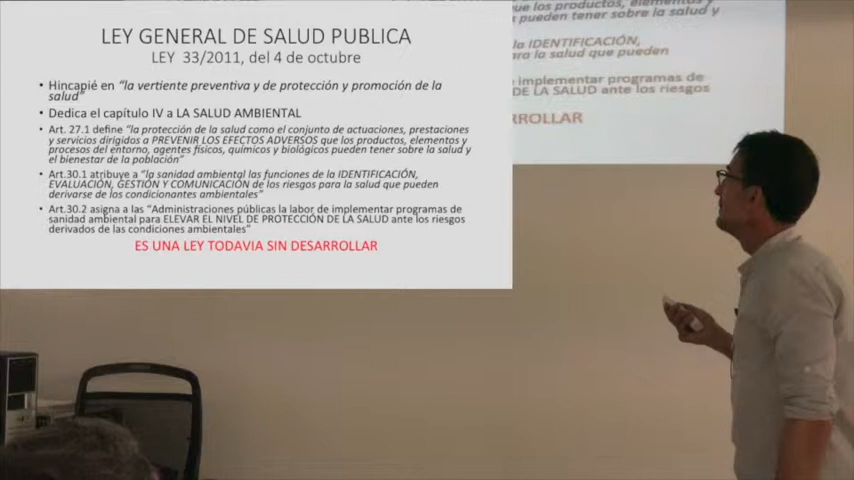 LEY GENERAL DE SALUD PUBLICA
LEY 33/2011, del 4 de octubre
• Hincapié en "la vertiente preventiva y de protección y promoción de la
salud"
• Dedica el capítulo IV a LA SALUD AMBIENTAL
• Art. 27.1 define "la protección de la salud como el conjunto de actuaciones, prestaciones
y servicios dirigidos a PREVENIR LOS EFECTOS ADVERSOS que los productos, elementos y
procesos del entorno, agentes físicos, químicos y biológicos pueden tener sobre la salud y
el bienestar de la población"
• Art.30.1 atribuye a "la sanidad ambiental las funciones de la IDENTIFICACIÓN,
EVALUACIÓN, GESTIÓN Y COMUNICACIÓN de los riesgos para la salud que pueden
derivarse de los condicionantes ambientales"
• Art.30.2 asigna a las "Administraciones públicas la labor de implementar programas de
sanidad ambiental para ELEVAR EL NIVEL DE PROTECCIÓN DE LA SALUD ante los riesgos
derivados de las condiciones ambientales"
ES UNA LEY TODAVIA SIN DESARROLLAR
que los productos, elementos y
pueden tener sobre la salud y
la IDENTIFICACIÓN,
para la salud que pueden
implementar programas de
DE LA SALUD ante los riesgos
RROLLAR